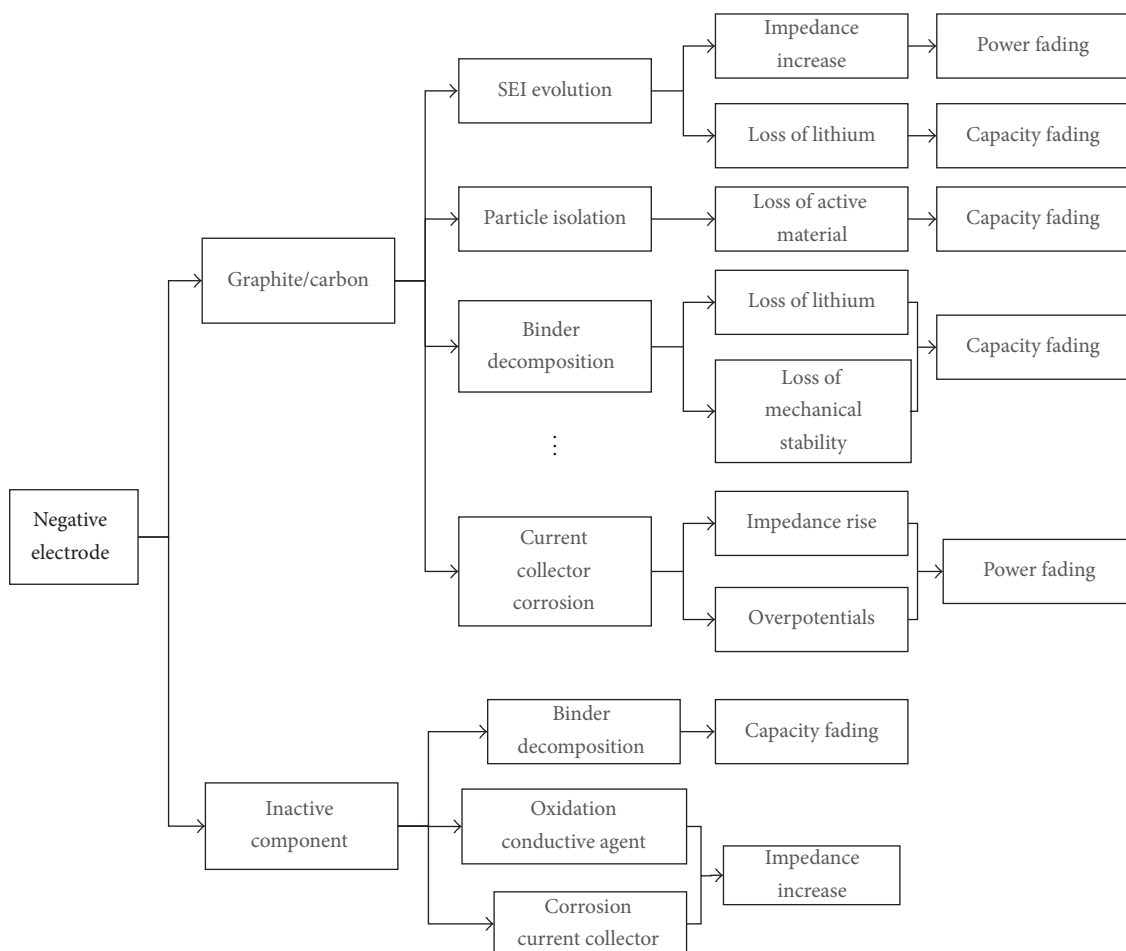 Impedance
increase
Power fading
SEI evolution
Loss of lithium
Capacity fading
Particle isolation
Loss of active
material
Capacity fading
Graphite/carbon
Binder
decomposition
Loss of lithium
Loss of
mechanical
stability
Capacity fading
Negative
electrode
Current
collector
corrosion
Impedance rise
Overpotentials
Power fading
Inactive
component
Binder
decomposition
Capacity fading
Oxidation
conductive agent
Corrosion
current collector
Impedance
increase